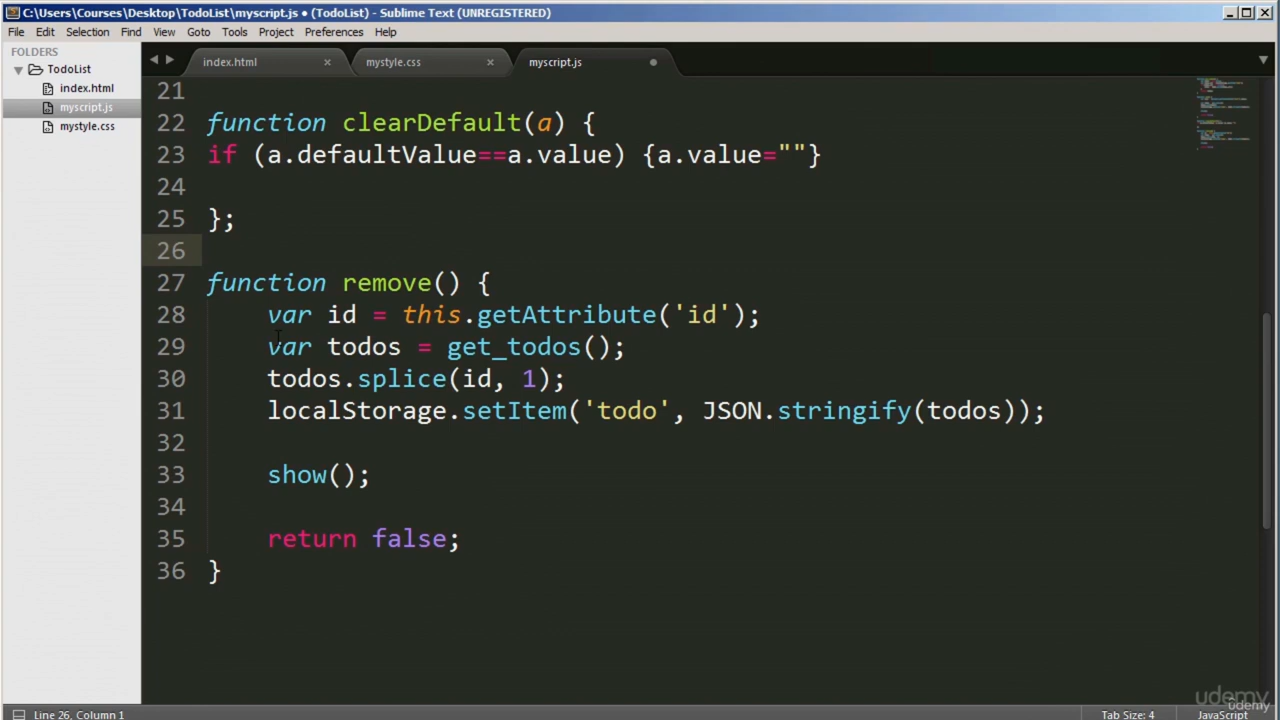 C:\Users\Courses\Desktop\TodoList\myscript.js • (TodoList) - Sublime Text (UNREGISTERED)
File Edit Selection Find View Goto Tools Project Preferences Help
FOLDERS
TodoList
index.html
myscript.js
mystyle.css
index.html × mystyle.css × myscript.js
21
22 function clearDefault(a) {
23 if (a.defaultValue==a.value) {a.value=""}
24
25 };
26
27 function remove() {
28 var id = this.getAttribute('id');
29 var todos = get_todos();
30 todos.splice(id, 1);
31 localStorage.setItem('todo', JSON.stringify(todos));
32
33 show();
34
35 return false;
36 }
udemy
udemy
Line 26, Column 1 Tab Size: 4 JavaScript